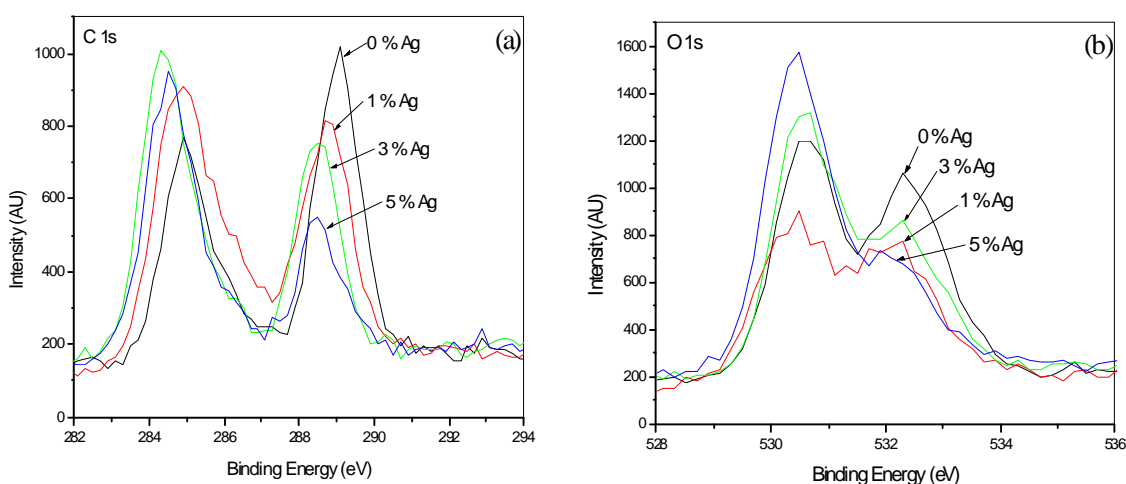 C 1s
(a)
0 % Ag
1 % Ag
3 % Ag
5 % Ag
1000
800
600
400
200
0
282 284 286 288 290 292 294
Binding Energy (eV)
Intensity (AU)
O 1s
(b)
0 % Ag
3 % Ag
1 % Ag
5 % Ag
1600
1400
1200
1000
800
600
400
200
0
528 530 532 534 536
Binding Energy (eV)
Intensity (AU)